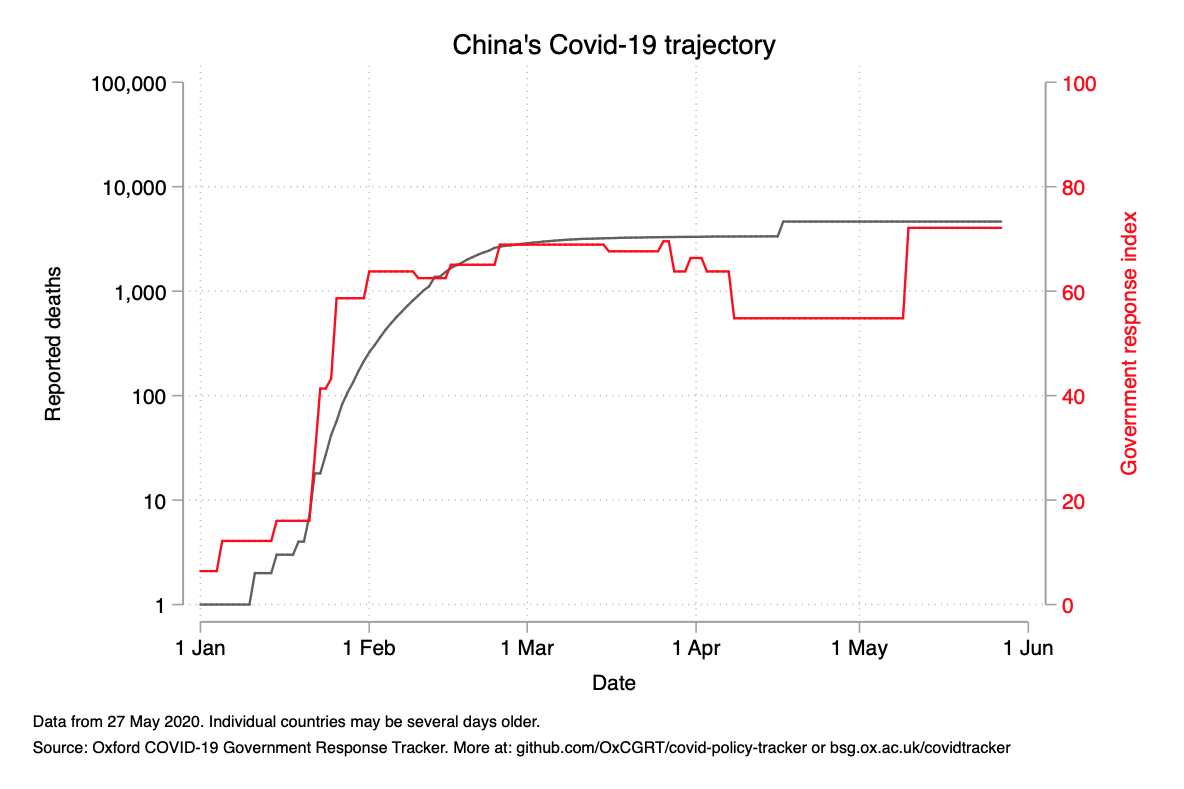 China's Covid-19 trajectory
100,000
10,000
1,000
100
10
1
Reported deaths
100
80
60
40
20
0
Government response index
1 Jan
1 Feb
1 Mar
1 Apr
1 May
1 Jun
Date
Data from 27 May 2020. Individual countries may be several days older.
Source: Oxford COVID-19 Government Response Tracker. More at: github.com/OxCGRT/covid-policy-tracker or bsg.ox.ac.uk/covidtracker